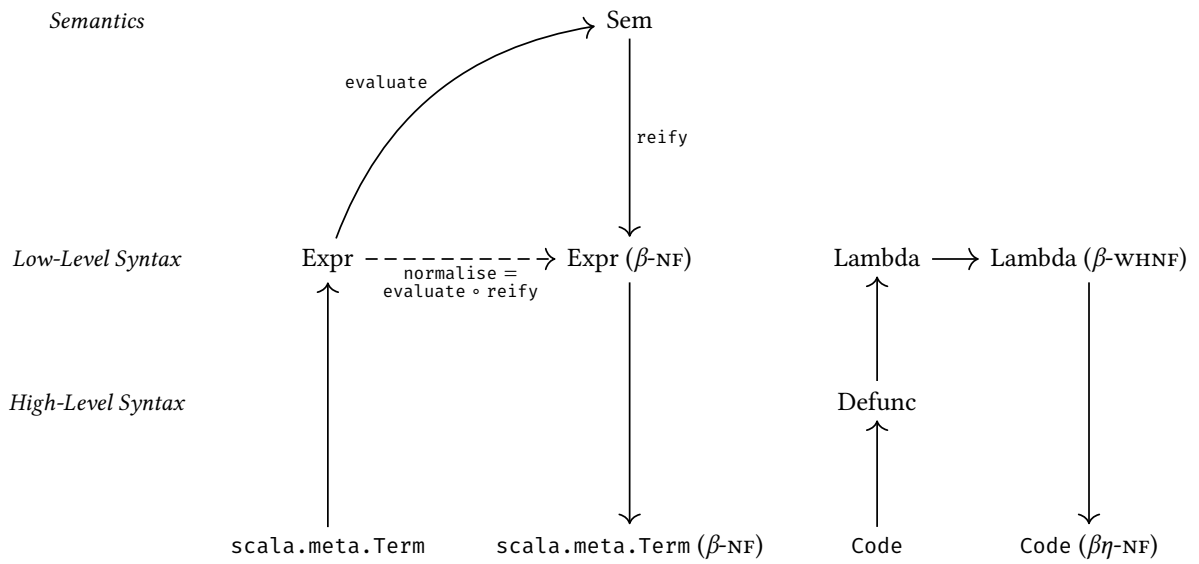 Semantics
Sem
evaluate
reify
Low-Level Syntax
Expr
Expr (β-NF)
Lambda
Lambda (β-WHNF)
normalise =
evaluate ∘ reify
High-Level Syntax
Defunc
scala.meta.Term
scala.meta.Term (β-NF)
Code
Code (βη-NF)